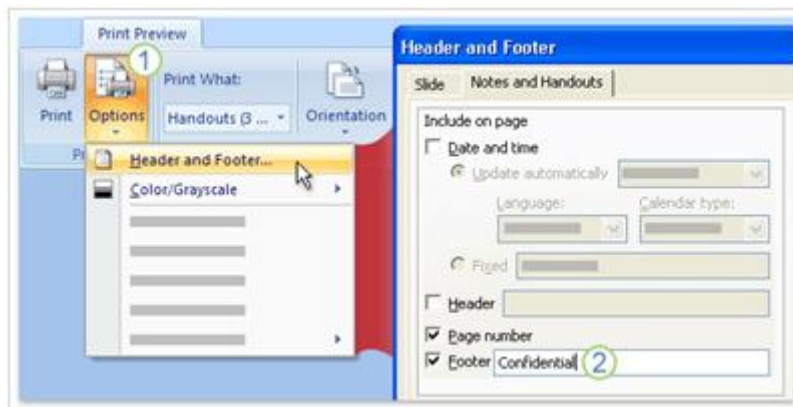 Print Preview
1
Print
Options
Print What:
Handouts (3 ...
Orientation
Header and Footer...
Color/Grayscale
Header and Footer
Slide
Notes and Handouts
Include on page
Date and time
Update automatically
Language:
Calendar type:
Fixed
Header
Page number
Footer Confidential 2